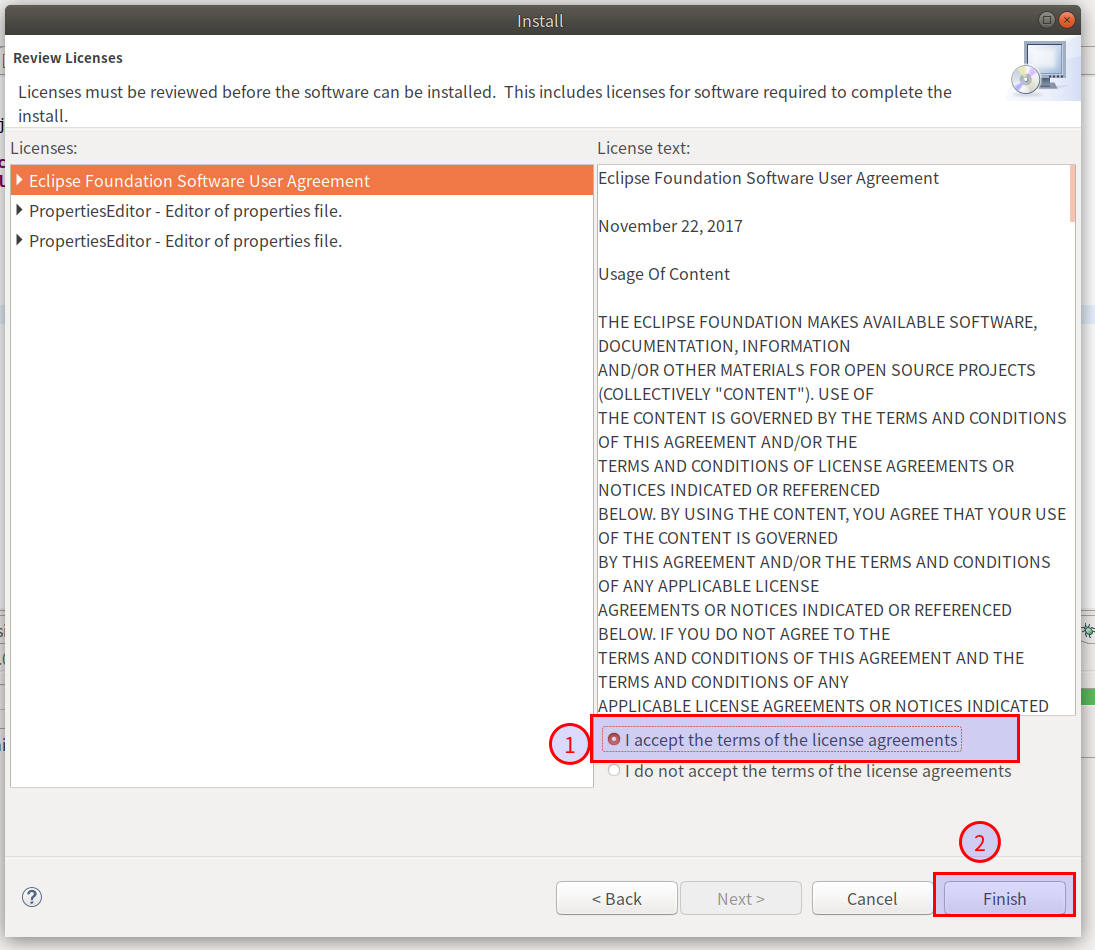 Install
Review Licenses
Licenses must be reviewed before the software can be installed.  This includes licenses for software required to complete the
install.
Licenses:
Eclipse Foundation Software User Agreement
PropertiesEditor - Editor of properties file.
PropertiesEditor - Editor of properties file.
License text:
Eclipse Foundation Software User Agreement
November 22, 2017
Usage Of Content
THE ECLIPSE FOUNDATION MAKES AVAILABLE SOFTWARE,
DOCUMENTATION, INFORMATION
AND/OR OTHER MATERIALS FOR OPEN SOURCE PROJECTS
(COLLECTIVELY "CONTENT"). USE OF
THE CONTENT IS GOVERNED BY THE TERMS AND CONDITIONS
OF THIS AGREEMENT AND/OR THE
TERMS AND CONDITIONS OF LICENSE AGREEMENTS OR
NOTICES INDICATED OR REFERENCED
BELOW. BY USING THE CONTENT, YOU AGREE THAT YOUR USE
OF THE CONTENT IS GOVERNED
BY THIS AGREEMENT AND/OR THE TERMS AND CONDITIONS
OF ANY APPLICABLE LICENSE
AGREEMENTS OR NOTICES INDICATED OR REFERENCED
BELOW. IF YOU DO NOT AGREE TO THE
TERMS AND CONDITIONS OF THIS AGREEMENT AND THE
TERMS AND CONDITIONS OF ANY
APPLICABLE LICENSE AGREEMENTS OR NOTICES INDICATED
1
I accept the terms of the license agreements
I do not accept the terms of the license agreements
2
?
< Back
Next >
Cancel
Finish